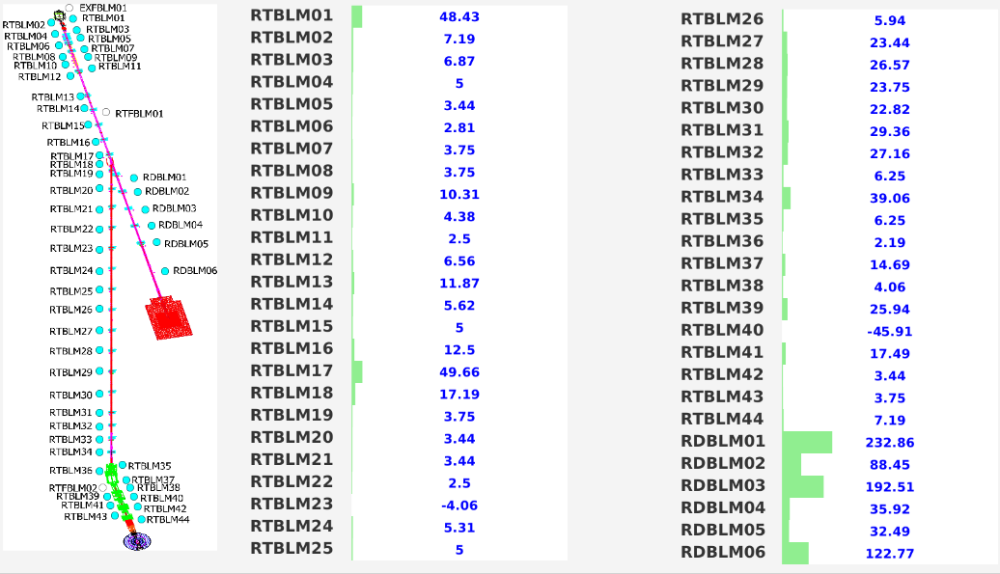 EXFBLM01
RTBLM01
RTBLM02
RTBLM03
RTBLM04
RTBLM05
RTBLM06
RTBLM07
RTBLM08
RTBLM09
RTBLM10
RTBLM11
RTBLM12
RTBLM13
RTBLM14
RTFBLM01
RTBLM15
RTBLM16
RTBLM17
RTBLM18
RTBLM19
RDBLM01
RTBLM20
RDBLM02
RTBLM21
RDBLM03
RTBLM22
RDBLM04
RTBLM23
RDBLM05
RTBLM24
RDBLM06
RTBLM25
RTBLM26
RTBLM27
RTBLM28
RTBLM29
RTBLM30
RTBLM31
RTBLM32
RTBLM33
RTBLM34
RTBLM35
RTBLM36
RTBLM37
RTFBLM02
RTBLM38
RTBLM39
RTBLM40
RTBLM41
RTBLM42
RTBLM43
RTBLM44
RTBLM01 48.43
RTBLM02 7.19
RTBLM03 6.87
RTBLM04 5
RTBLM05 3.44
RTBLM06 2.81
RTBLM07 3.75
RTBLM08 3.75
RTBLM09 10.31
RTBLM10 4.38
RTBLM11 2.5
RTBLM12 6.56
RTBLM13 11.87
RTBLM14 5.62
RTBLM15 5
RTBLM16 12.5
RTBLM17 49.66
RTBLM18 17.19
RTBLM19 3.75
RTBLM20 3.44
RTBLM21 3.44
RTBLM22 2.5
RTBLM23 -4.06
RTBLM24 5.31
RTBLM25 5
RTBLM26 5.94
RTBLM27 23.44
RTBLM28 26.57
RTBLM29 23.75
RTBLM30 22.82
RTBLM31 29.36
RTBLM32 27.16
RTBLM33 6.25
RTBLM34 39.06
RTBLM35 6.25
RTBLM36 2.19
RTBLM37 14.69
RTBLM38 4.06
RTBLM39 25.94
RTBLM40 -45.91
RTBLM41 17.49
RTBLM42 3.44
RTBLM43 3.75
RTBLM44 7.19
RDBLM01 232.86
RDBLM02 88.45
RDBLM03 192.51
RDBLM04 35.92
RDBLM05 32.49
RDBLM06 122.77